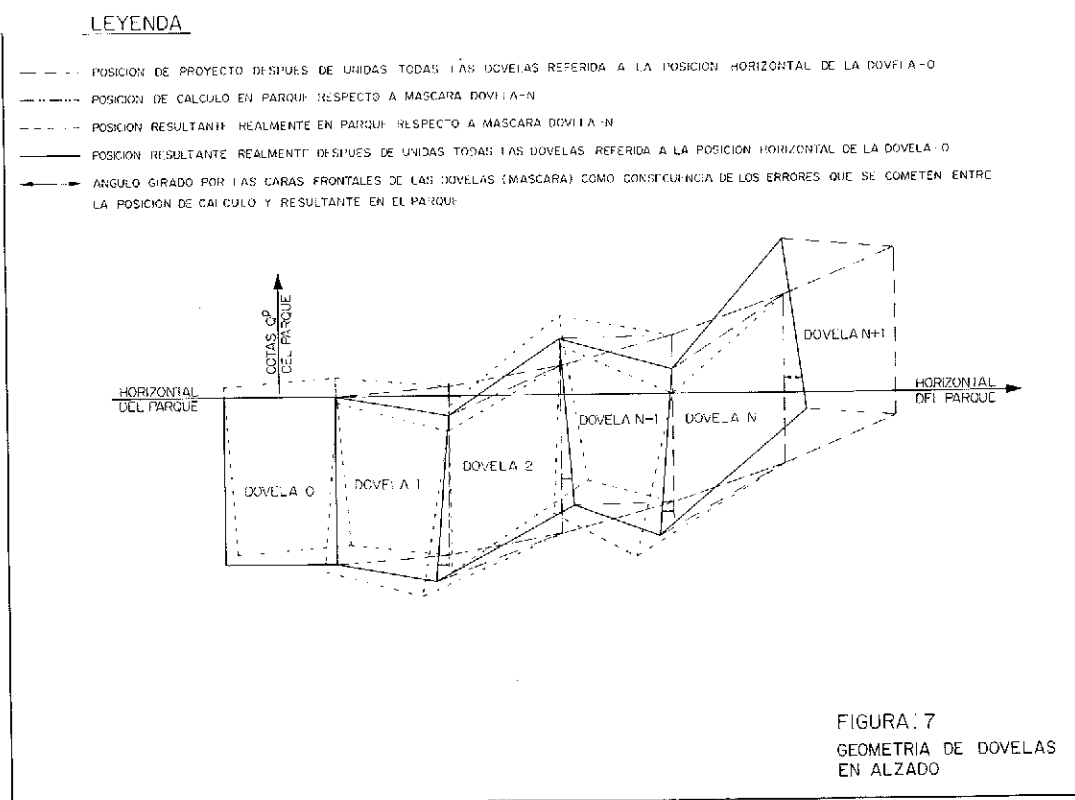 LEYENDA
POSICION DE PROYECTO DESPUES DE UNIDAS TODAS LAS DOVELAS REFERIDA A LA POSICION HORIZONTAL DE LA DOVELA-0
POSICION DE CALCULO EN PARQUE RESPECTO A MASCARA DOVELA-N
POSICION RESULTANTE REALMENTE EN PARQUE RESPECTO A MASCARA DOVELA-N
POSICION RESULTANTE REALMENTE DESPUES DE UNIDAS TODAS LAS DOVELAS REFERIDA A LA POSICION HORIZONTAL DE LA DOVELA-0
ANGULO GIRADO POR LAS CARAS FRONTALES DE LAS DOVELAS (MASCARA) COMO CONSECUENCIA DE LOS ERRORES QUE SE COMETEN ENTRE
LA POSICION DE CALCULO Y RESULTANTE EN EL PARQUE
COTAS
DEL PARQUE
HORIZONTAL
DEL PARQUE
HORIZONTAL
DEL PARQUE
DOVELA 0
DOVELA 1
DOVELA 2
DOVELA N-1
DOVELA N
DOVELA N+1
FIGURA: 7
GEOMETRIA DE DOVELAS
EN ALZADO